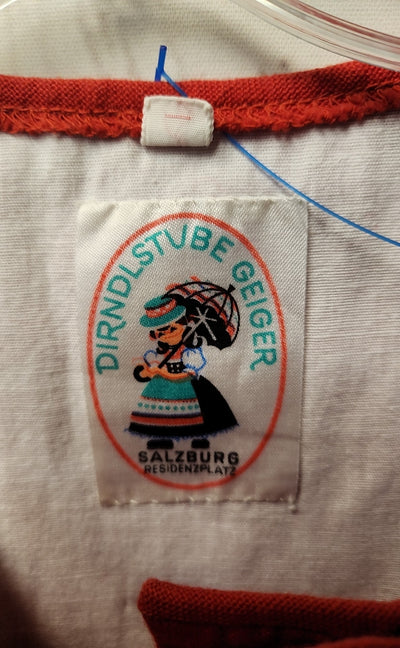 DIRNDLSTUBE GEIGER
SALZBURG
RESIDENZPLATZ